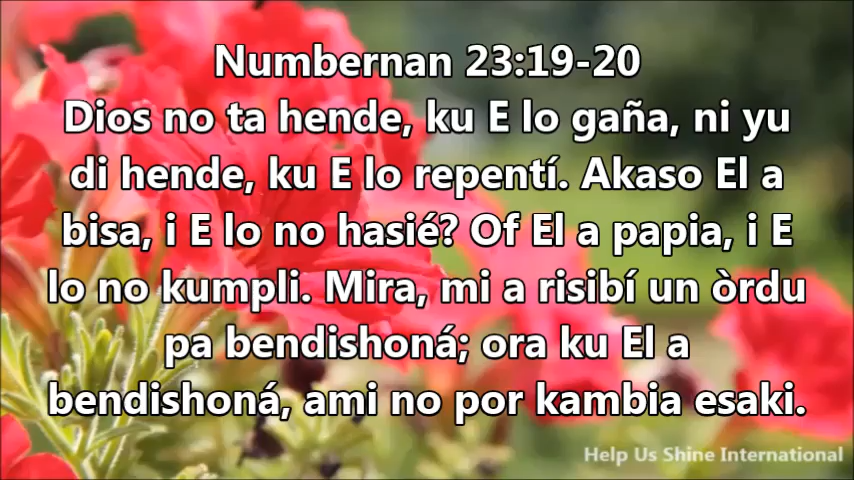 Numbernan 23:19-20
Dios no ta hende, ku E lo gaña, ni yu
di hende, ku E lo repentí. Akaso El a
bisa, i E lo no hasié? Of El a papia, i E
lo no kumpli. Mira, mi a risibí un òrdu
pa bendishoná; ora ku El a
bendishoná, ami no por kambia esaki.
Help Us Shine International